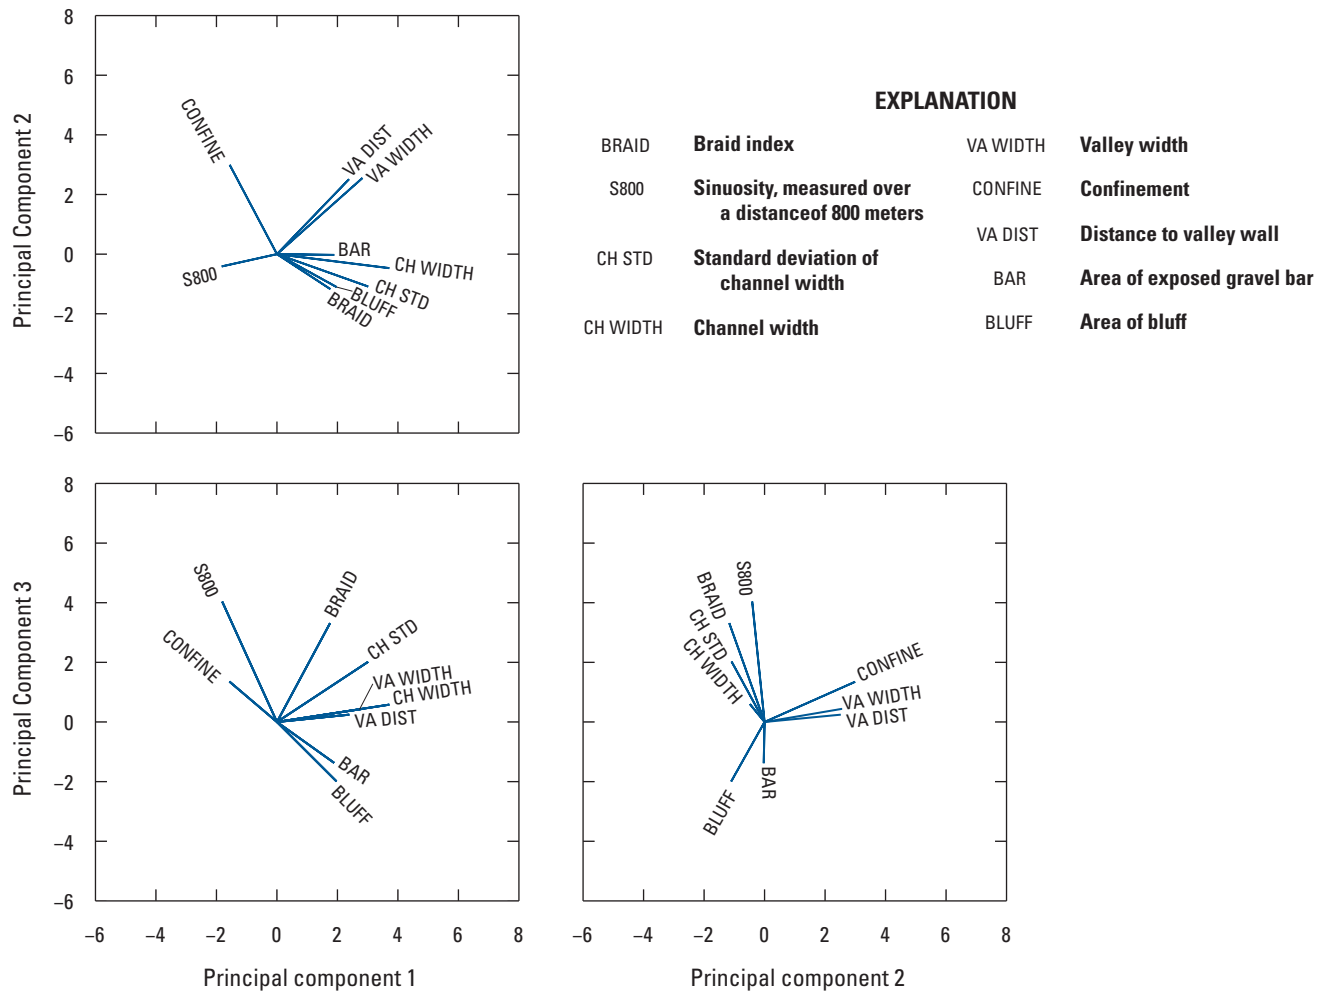 8
6
4
2
0
–2
–4
–6
Principal Component 2
CONFINE
VA DIST
VA WIDTH
BAR
CH WIDTH
S800
CH STD
BLUFF
BRAID
EXPLANATION
BRAID Braid index
S800 Sinuosity, measured over
a distanceof 800 meters
CH STD Standard deviation of
channel width
CH WIDTH Channel width
VA WIDTH Valley width
CONFINE Confinement
VA DIST Distance to valley wall
BAR Area of exposed gravel bar
BLUFF Area of bluff
8
6
4
2
0
–2
–4
–6
Principal Component 3
S800
BRAID
CONFINE
CH STD
VA WIDTH
CH WIDTH
VA DIST
BAR
BLUFF
–6 –4 –2 0 2 4 6 8
Principal component 1
S800
BRAID
CH STD
CH WIDTH
CONFINE
VA WIDTH
VA DIST
BAR
BLUFF
–6 –4 –2 0 2 4 6 8
Principal component 2